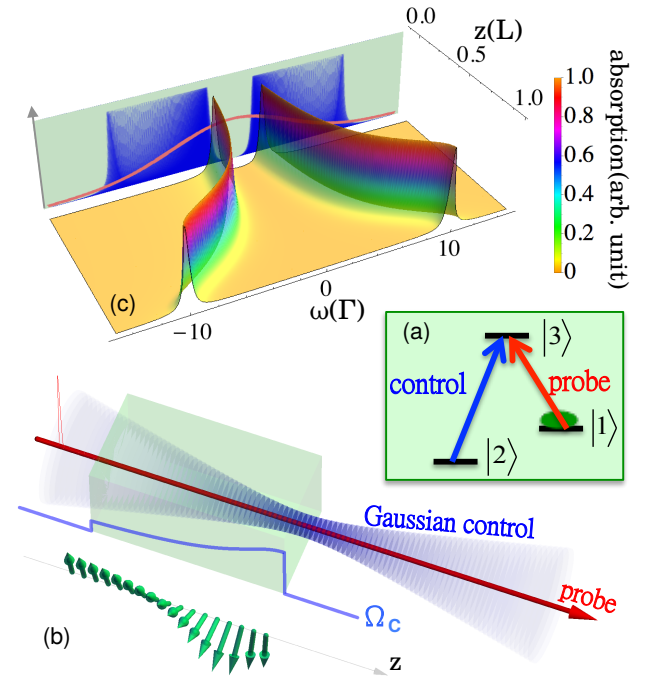 0.0
z(L)
0.5
1.0
absorption(arb. unit)
1.0
0.8
0.6
0.4
0.2
0
10
0
ω(Γ)
−10
(c)
(a)
|3⟩
control
probe
|1⟩
|2⟩
Gaussian control
probe
Ωc
(b)
z